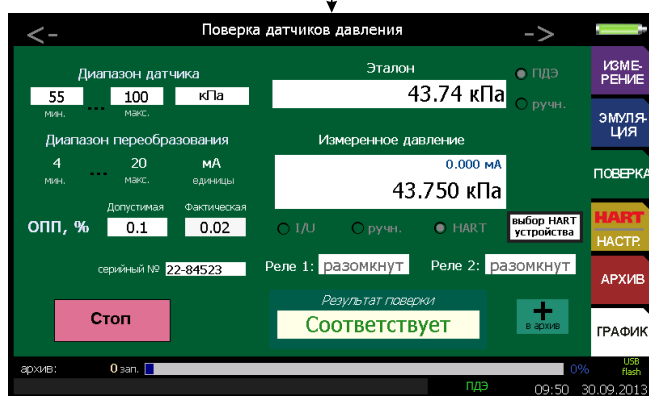 <- Поверка датчиков давления ->
Диапазон датчика
55 ... 100 кПа
мин. макс.
Диапазон преобразования
4 ... 20 мА
мин. макс. единицы
Допустимая Фактическая
ОПП, % 0.1 0.02
серийный № 22-84523
Стоп
Эталон
ПДЭ
43.74 кПа
ручн.
Измеренное давление
0.000 мА
43.750 кПа
I/U ручн. HART
выбор HART
устройства
Реле 1: разомкнут Реле 2: разомкнут
Результат поверки
Соответствует
+
в архив
ИЗМЕ-
РЕНИЕ
ЭМУЛЯ-
ЦИЯ
ПОВЕРКА
HART
НАСТР.
АРХИВ
ГРАФИК
архив: 0 зап. 0%
USB
flash
ПДЭ 09:50 30.09.2013